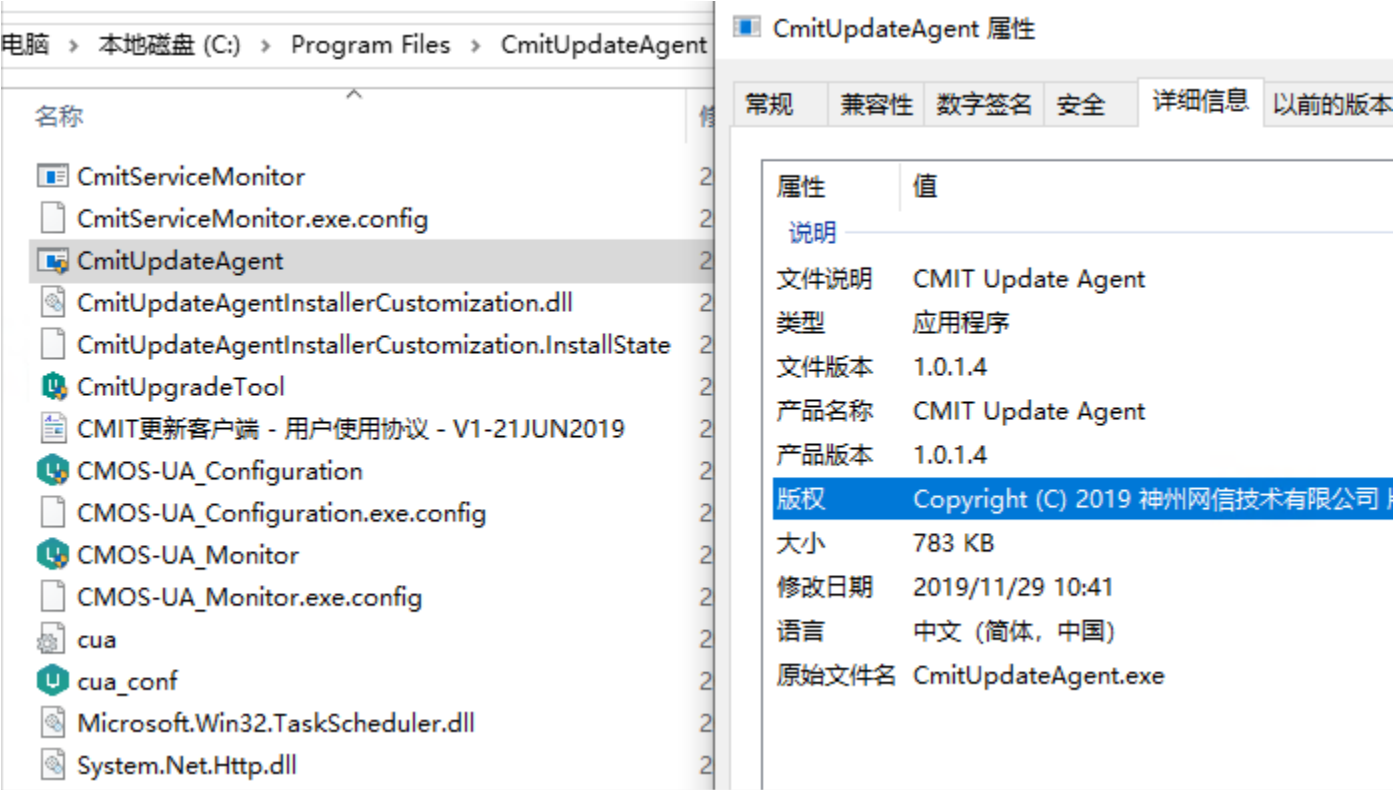 电脑 › 本地磁盘 (C:) › Program Files › CmitUpdateAgent
名称
CmitServiceMonitor
CmitServiceMonitor.exe.config
CmitUpdateAgent
CmitUpdateAgentInstallerCustomization.dll
CmitUpdateAgentInstallerCustomization.InstallState
CmitUpgradeTool
CMIT更新客户端 - 用户使用协议 - V1-21JUN2019
CMOS-UA_Configuration
CMOS-UA_Configuration.exe.config
CMOS-UA_Monitor
CMOS-UA_Monitor.exe.config
cua
cua_conf
Microsoft.Win32.TaskScheduler.dll
System.Net.Http.dll
CmitUpdateAgent 属性
常规 兼容性 数字签名 安全 详细信息 以前的版本
属性 值
说明
文件说明 CMIT Update Agent
类型 应用程序
文件版本 1.0.1.4
产品名称 CMIT Update Agent
产品版本 1.0.1.4
版权 Copyright (C) 2019 神州网信技术有限公司
大小 783 KB
修改日期 2019/11/29 10:41
语言 中文 (简体，中国)
原始文件名 CmitUpdateAgent.exe